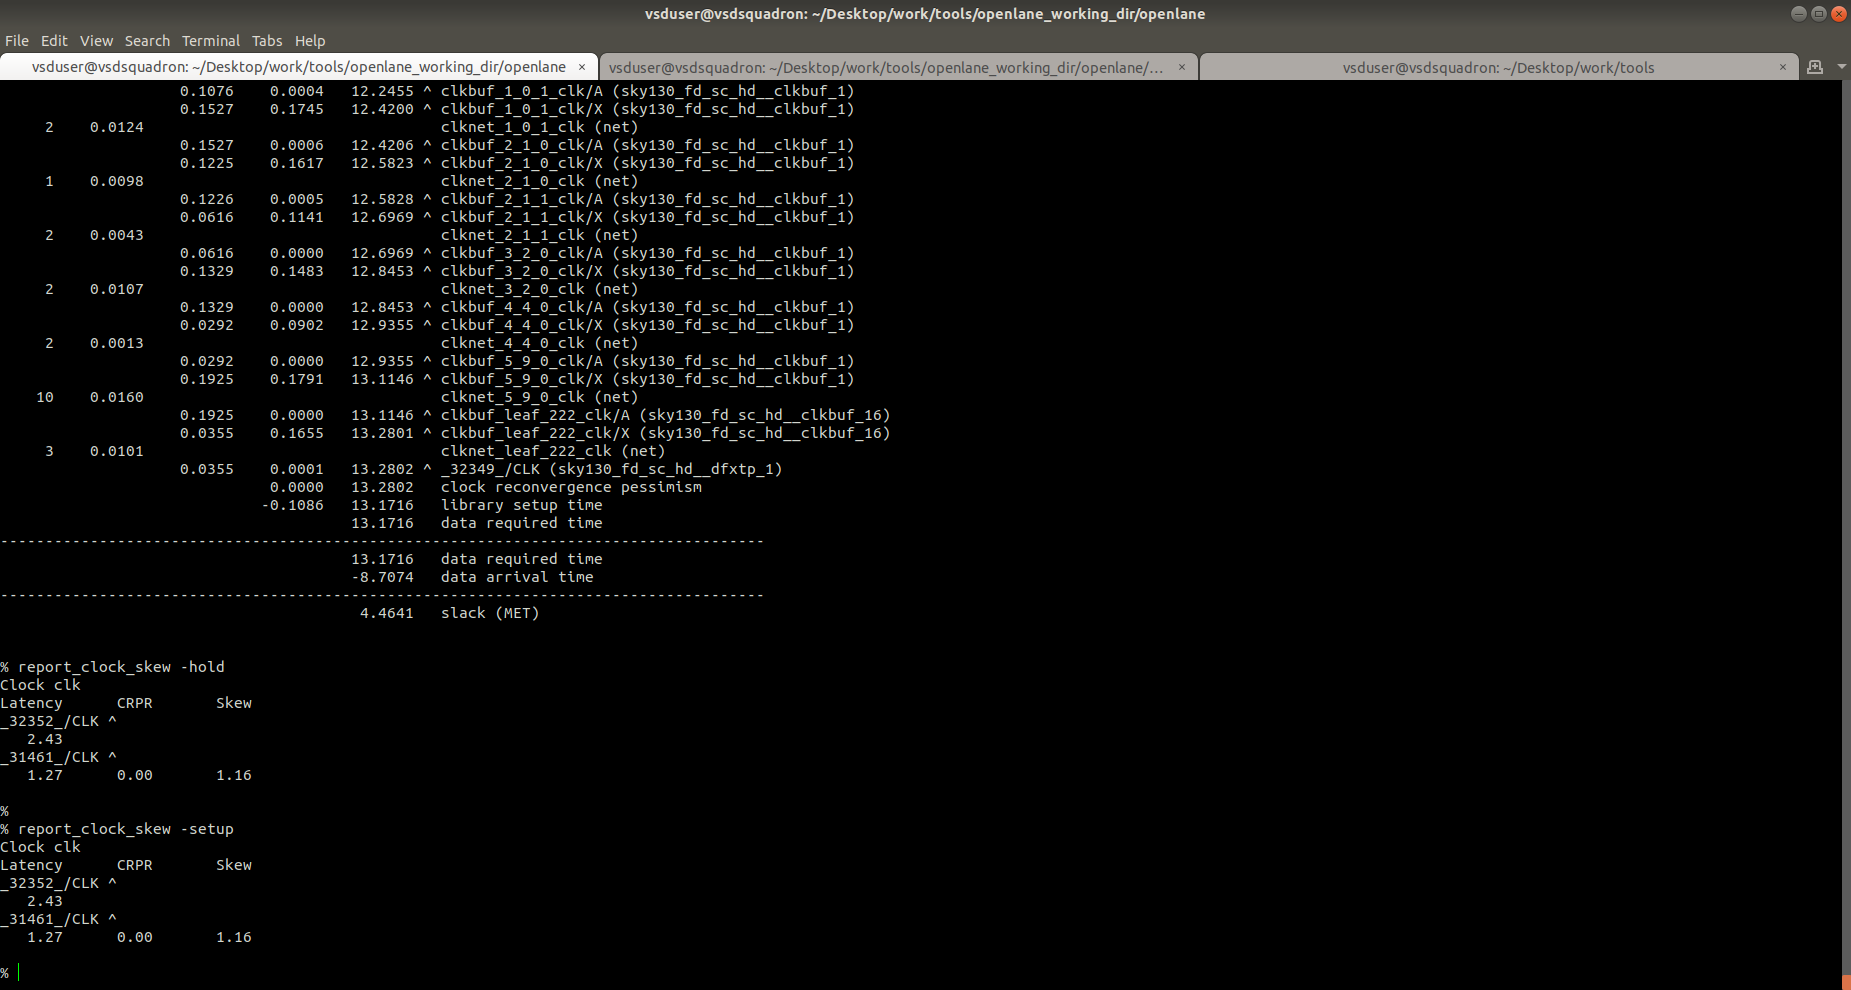 vsduser@vsdsquadron: ~/Desktop/work/tools/openlane_working_dir/openlane
File Edit View Search Terminal Tabs Help
vsduser@vsdsquadron: ~/Desktop/work/tools/openlane_working_dir/openlane × vsduser@vsdsquadron: ~/Desktop/work/tools/openlane_working_dir/openlane/... × vsduser@vsdsquadron: ~/Desktop/work/tools ×
0.1076 0.0004 12.2455 ^ clkbuf_1_0_1_clk/A (sky130_fd_sc_hd__clkbuf_1)
0.1527 0.1745 12.4200 ^ clkbuf_1_0_1_clk/X (sky130_fd_sc_hd__clkbuf_1)
2 0.0124 clknet_1_0_1_clk (net)
0.1527 0.0006 12.4206 ^ clkbuf_2_1_0_clk/A (sky130_fd_sc_hd__clkbuf_1)
0.1225 0.1617 12.5823 ^ clkbuf_2_1_0_clk/X (sky130_fd_sc_hd__clkbuf_1)
1 0.0098 clknet_2_1_0_clk (net)
0.1226 0.0005 12.5828 ^ clkbuf_2_1_1_clk/A (sky130_fd_sc_hd__clkbuf_1)
0.0616 0.1141 12.6969 ^ clkbuf_2_1_1_clk/X (sky130_fd_sc_hd__clkbuf_1)
2 0.0043 clknet_2_1_1_clk (net)
0.0616 0.0000 12.6969 ^ clkbuf_3_2_0_clk/A (sky130_fd_sc_hd__clkbuf_1)
0.1329 0.1483 12.8453 ^ clkbuf_3_2_0_clk/X (sky130_fd_sc_hd__clkbuf_1)
2 0.0107 clknet_3_2_0_clk (net)
0.1329 0.0000 12.8453 ^ clkbuf_4_4_0_clk/A (sky130_fd_sc_hd__clkbuf_1)
0.0292 0.0902 12.9355 ^ clkbuf_4_4_0_clk/X (sky130_fd_sc_hd__clkbuf_1)
2 0.0013 clknet_4_4_0_clk (net)
0.0292 0.0000 12.9355 ^ clkbuf_5_9_0_clk/A (sky130_fd_sc_hd__clkbuf_1)
0.1925 0.1791 13.1146 ^ clkbuf_5_9_0_clk/X (sky130_fd_sc_hd__clkbuf_1)
10 0.0160 clknet_5_9_0_clk (net)
0.1925 0.0000 13.1146 ^ clkbuf_leaf_222_clk/A (sky130_fd_sc_hd__clkbuf_16)
0.0355 0.1655 13.2801 ^ clkbuf_leaf_222_clk/X (sky130_fd_sc_hd__clkbuf_16)
3 0.0101 clknet_leaf_222_clk (net)
0.0355 0.0001 13.2802 ^ _32349_/CLK (sky130_fd_sc_hd__dfxtp_1)
0.0000 13.2802 clock reconvergence pessimism
-0.1086 13.1716 library setup time
13.1716 data required time
-------------------------------------------------------------------------------------
13.1716 data required time
-8.7074 data arrival time
-------------------------------------------------------------------------------------
4.4641 slack (MET)
% report_clock_skew -hold
Clock clk
Latency CRPR Skew
_32352_/CLK ^
2.43
_31461_/CLK ^
1.27 0.00 1.16
%
% report_clock_skew -setup
Clock clk
Latency CRPR Skew
_32352_/CLK ^
2.43
_31461_/CLK ^
1.27 0.00 1.16
%